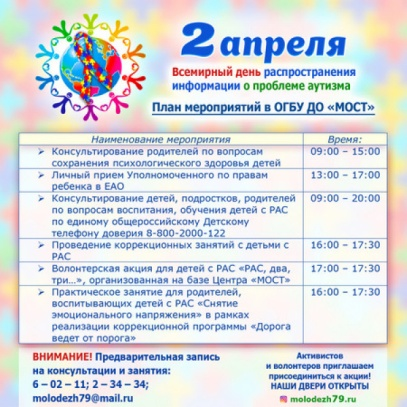 2 апреля
Всемирный день распространения
информации о проблеме аутизма
План мероприятий в ОГБУ ДО «МОСТ»
Наименование мероприятия Время:
➢ Консультирование родителей по вопросам 09:00 – 15:00
сохранения психологического здоровья детей
➢ Личный прием Уполномоченного по правам 13:00 – 17:00
ребенка в ЕАО
➢ Консультирование детей, подростков, родителей 09:00 – 20:00
по вопросам воспитания, обучения детей с РАС
по единому общероссийскому Детскому
телефону доверия 8-800-2000-122
➢ Проведение коррекционных занятий с детьми с 16:00 – 17:30
РАС
➢ Волонтерская акция для детей с РАС «РАС, два, 17:00 – 17:30
три…», организованная на базе Центра «МОСТ»
➢ Практическое занятие для родителей, 16:00 – 17:30
воспитывающих детей с РАС «Снятие
эмоционального напряжения» в рамках
реализации коррекционной программы «Дорога
ведет от порога»
ВНИМАНИЕ! Предварительная запись
на консультации и занятия:
6 – 02 – 11; 2 – 34 – 34;
molodezh79@mail.ru
Активистов
и волонтеров приглашаем
присоединиться к акции!
НАШИ ДВЕРИ ОТКРЫТЫ
molodezh79.ru